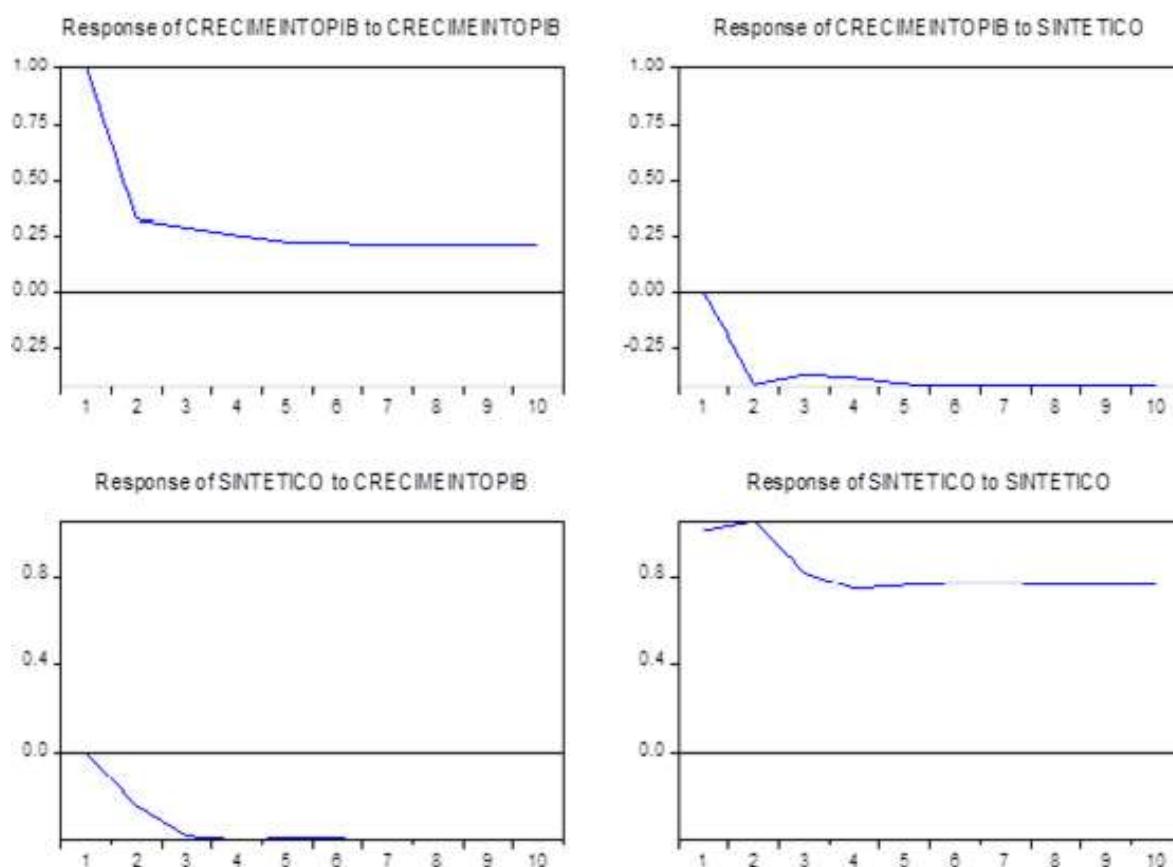 Response of CRECIMEINTOPIB to CRECIMEINTOPIB
1.00
0.75
0.50
0.25
0.00
-0.25
1 2 3 4 5 6 7 8 9 10
Response of CRECIMEINTOPIB to SINTETICO
1.00
0.75
0.50
0.25
0.00
-0.25
1 2 3 4 5 6 7 8 9 10
Response of SINTETICO to CRECIMEINTOPIB
0.8
0.4
0.0
1 2 3 4 5 6 7 8 9 10
Response of SINTETICO to SINTETICO
0.8
0.4
0.0
1 2 3 4 5 6 7 8 9 10